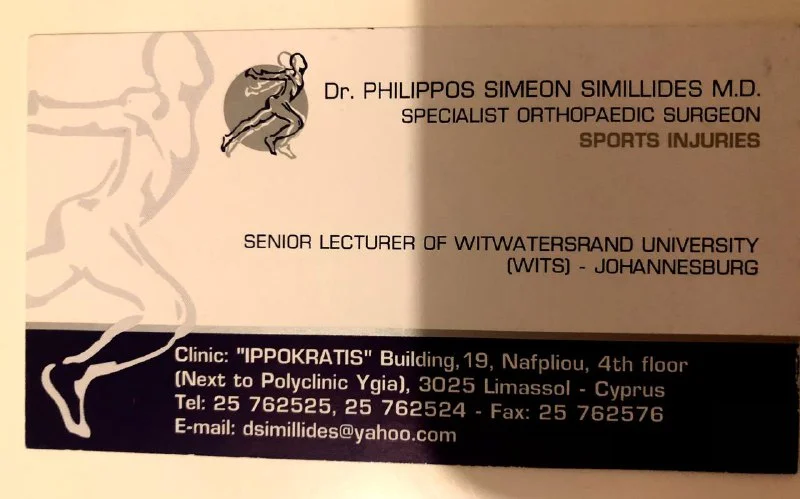 Dr. PHILIPPOS SIMEON SIMILLIDES M.D.
SPECIALIST ORTHOPAEDIC SURGEON
SPORTS INJURIES
SENIOR LECTURER OF WITWATERSRAND UNIVERSITY
(WITS) - JOHANNESBURG
Clinic: "IPPOKRATIS" Building,19, Nafpliou, 4th floor
(Next to Polyclinic Ygia), 3025 Limassol - Cyprus
Tel: 25 762525, 25 762524 - Fax: 25 762576
E-mail: dsimillides@yahoo.com